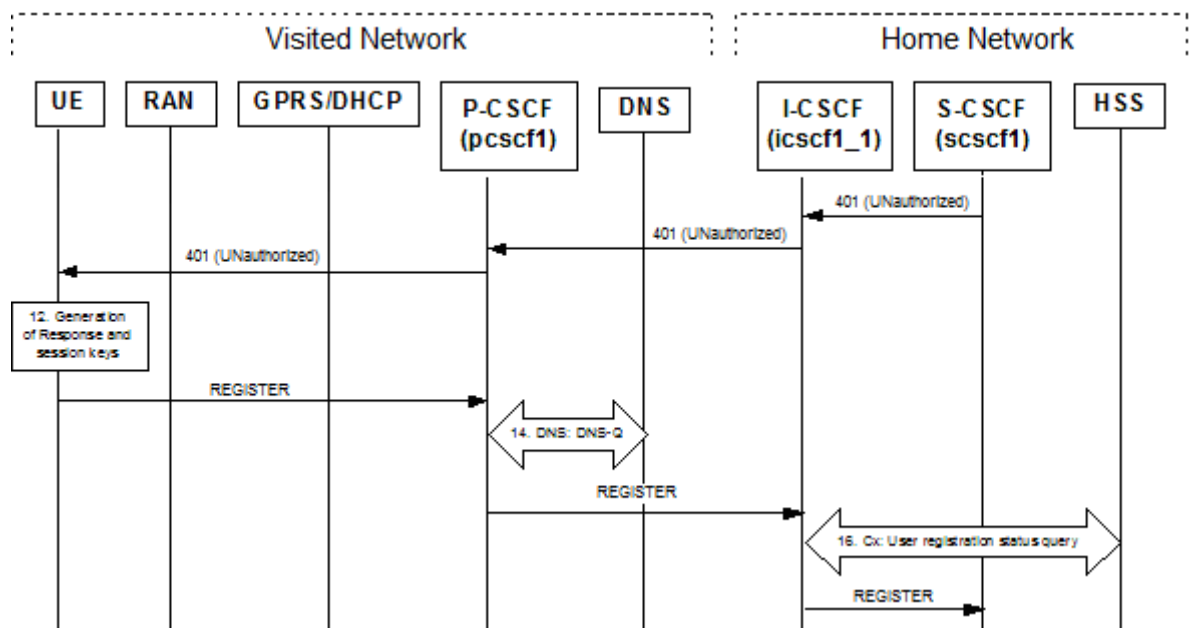 Visited Network
Home Network
UE
RAN
GPRS/DHCP
P-CSCF
(pcscf1)
DNS
I-CSCF
(icscf1_1)
S-CSCF
(scscf1)
HSS
401 (UNauthorized)
401 (UNauthorized)
401 (UNauthorized)
12. Generation
of Response and
session keys
REGISTER
14. DNS: DNS-Q
REGISTER
16. Cx: User registration status query
REGISTER